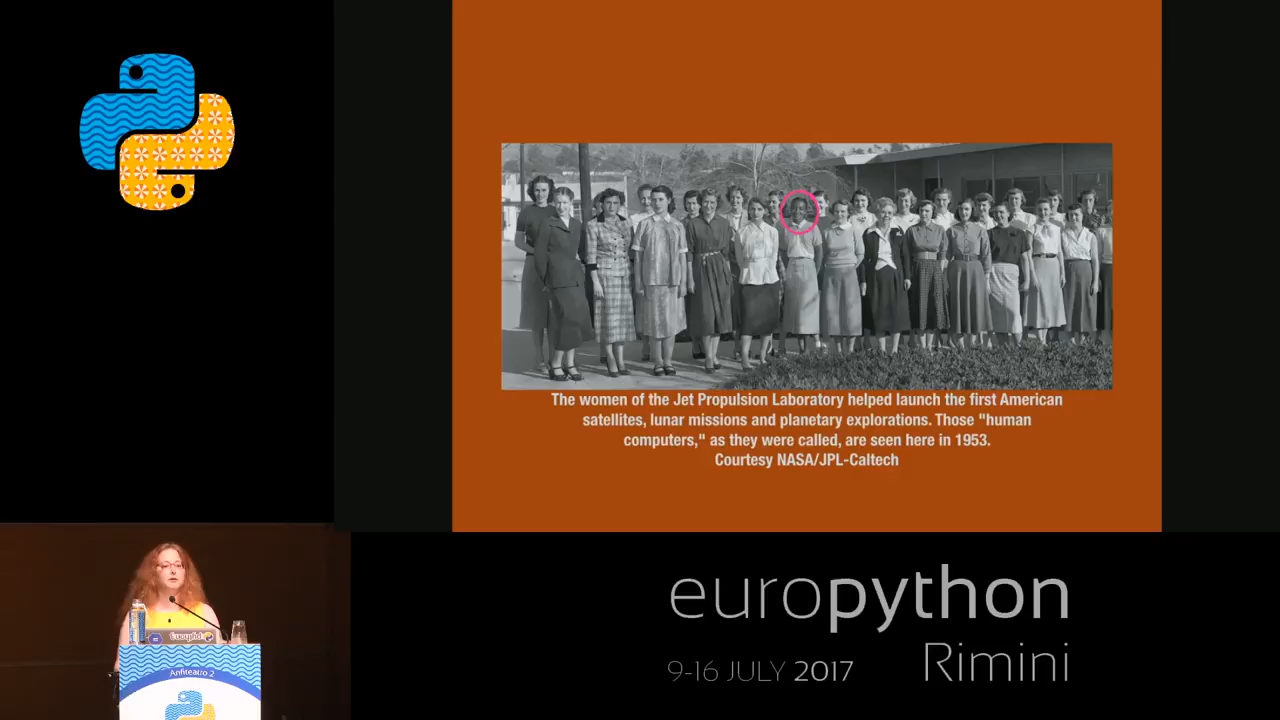 The women of the Jet Propulsion Laboratory helped launch the first American
satellites, lunar missions and planetary explorations. Those "human
computers," as they were called, are seen here in 1953.
Courtesy NASA/JPL-Caltech
Anfiteatro 2
europython
Rimini
9-16 JULY 2017